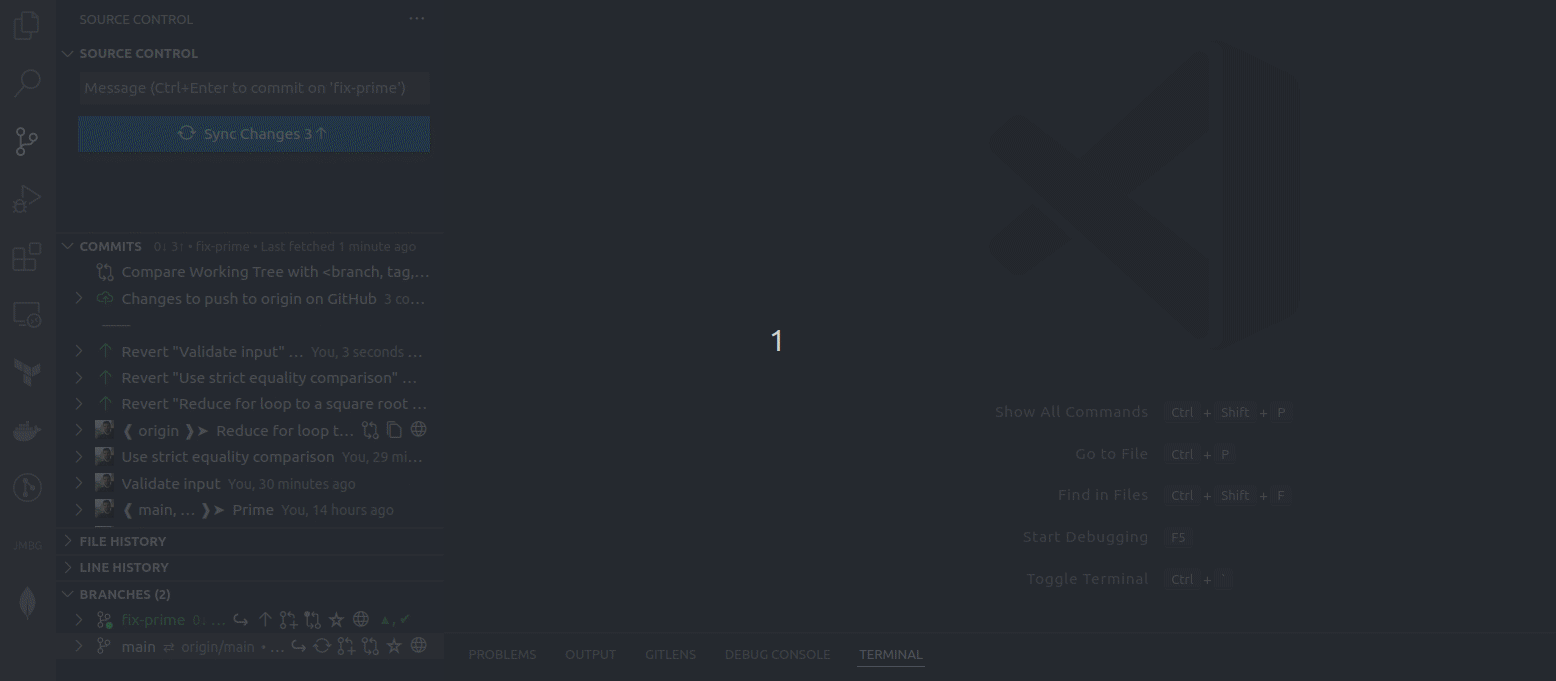 SOURCE CONTROL ···
SOURCE CONTROL
Message (Ctrl+Enter to commit on 'fix-prime')
Sync Changes 3↑
COMMITS 0↓ 3↑ • fix-prime • Last fetched 1 minute ago
Compare Working Tree with <branch, tag,...
Changes to push to origin on GitHub 3 co...
Revert "Validate input" ... You, 3 seconds ...
Revert "Use strict equality comparison" ...
Revert "Reduce for loop to a square root ...
❰ origin ❱➤ Reduce for loop t...
Use strict equality comparison You, 29 mi...
Validate input You, 30 minutes ago
❰ main, ... ❱➤ Prime You, 14 hours ago
FILE HISTORY
LINE HISTORY
BRANCHES (2)
fix-prime 0↓ ... ▲, ✔
main ⇄ origin/main • ...
JMBG
1
Show All Commands Ctrl + Shift + P
Go to File Ctrl + P
Find in Files Ctrl + Shift + F
Start Debugging F5
Toggle Terminal Ctrl + `
PROBLEMS OUTPUT GITLENS DEBUG CONSOLE TERMINAL